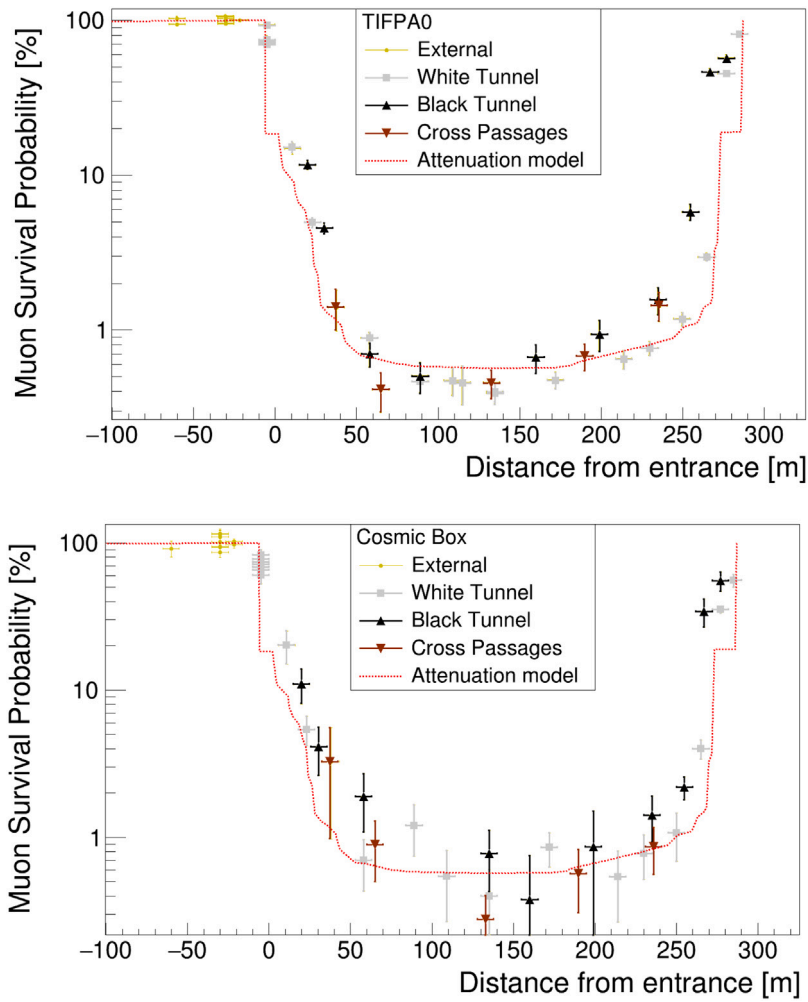 TIFPA0
External
White Tunnel
Black Tunnel
Cross Passages
Attenuation model
Muon Survival Probability [%]
100
10
1
−100 −50 0 50 100 150 200 250 300
Distance from entrance [m]
Cosmic Box
External
White Tunnel
Black Tunnel
Cross Passages
Attenuation model
Muon Survival Probability [%]
100
10
1
−100 −50 0 50 100 150 200 250 300
Distance from entrance [m]